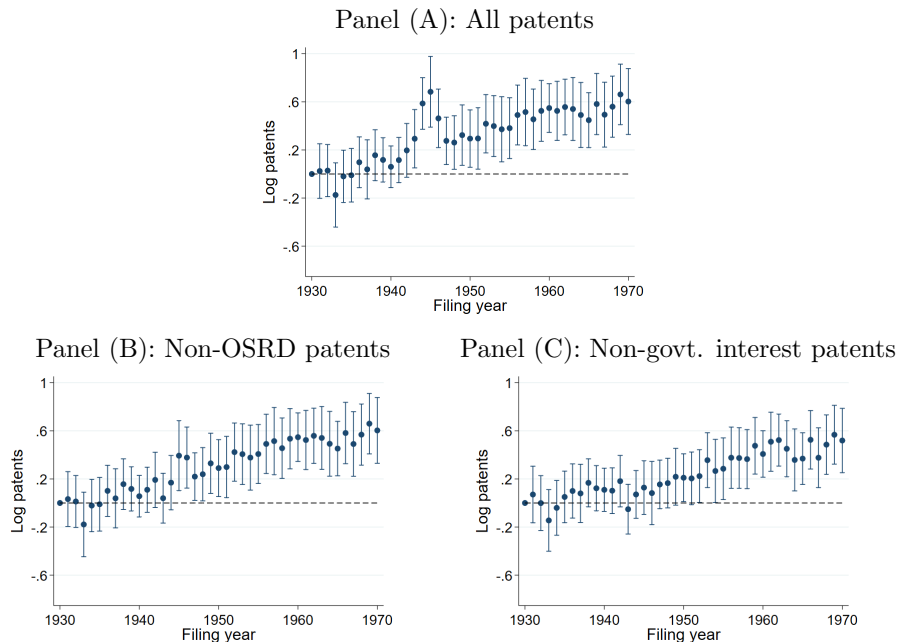 Panel (A): All patents
1
.6
.2
-.2
-.6
Log patents
1930 1940 1950 1960 1970
Filing year
Panel (B): Non-OSRD patents
1
.6
.2
-.2
-.6
Log patents
1930 1940 1950 1960 1970
Filing year
Panel (C): Non-govt. interest patents
1
.6
.2
-.2
-.6
Log patents
1930 1940 1950 1960 1970
Filing year